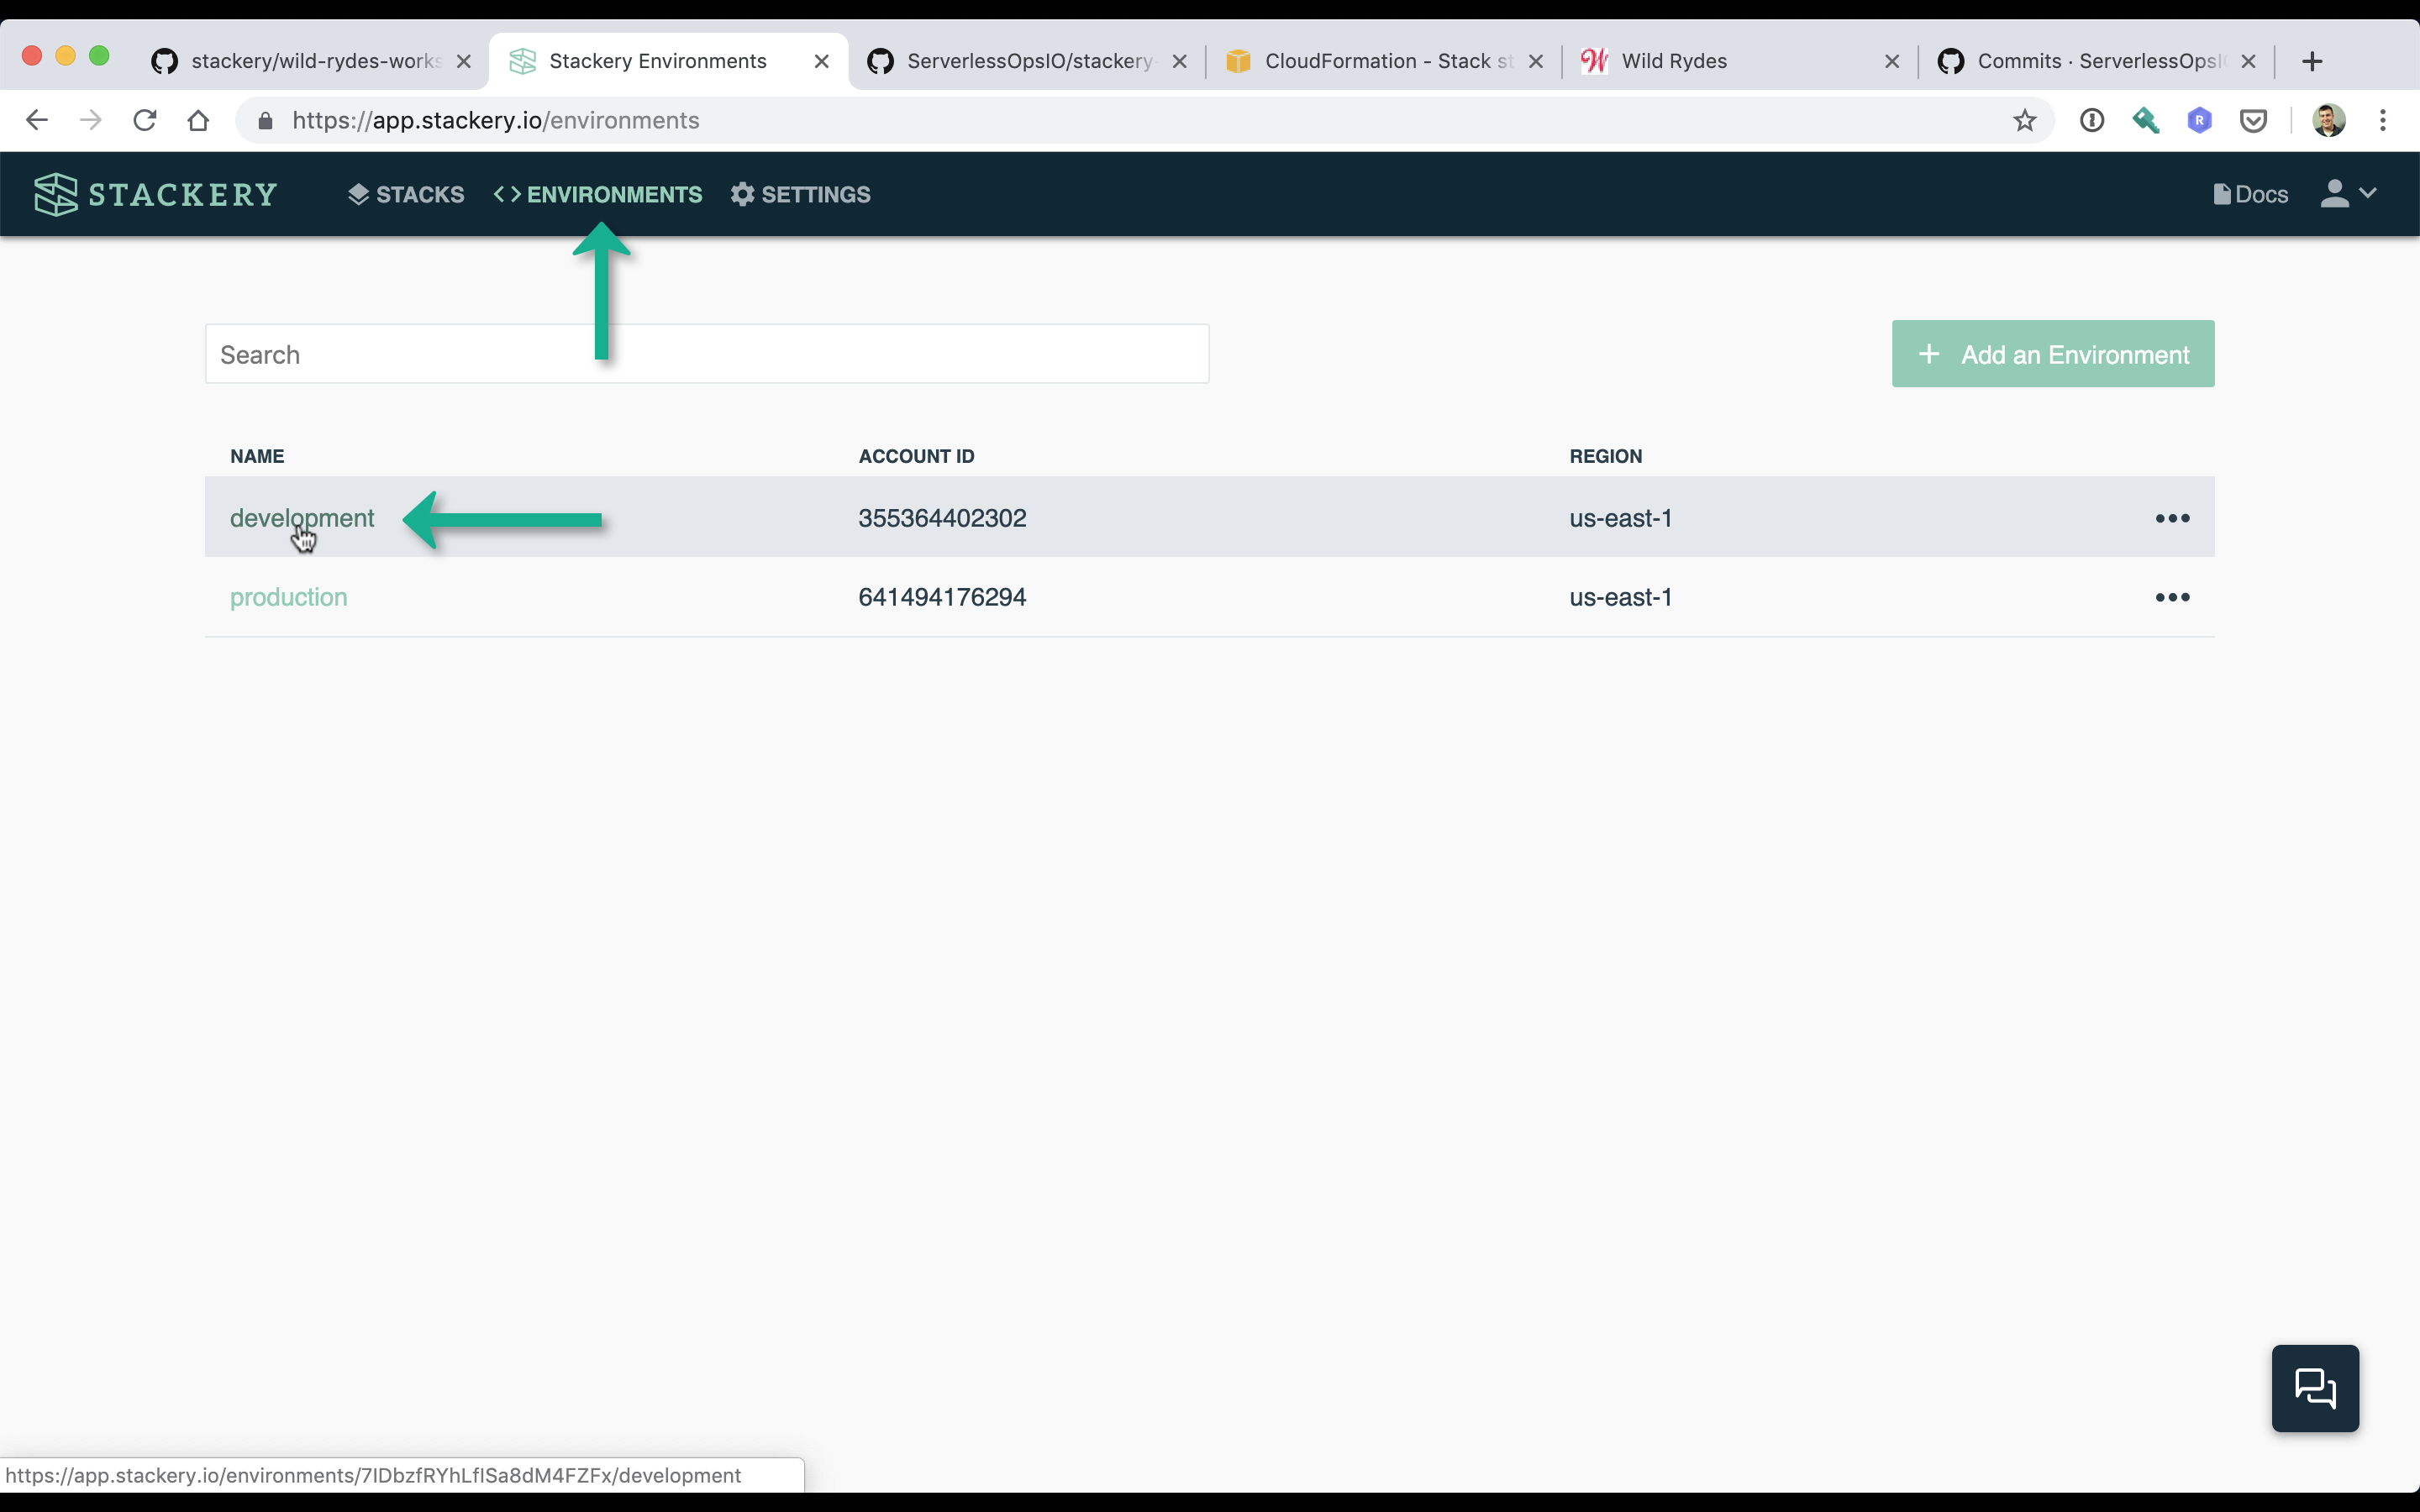 stackery/wild-rydes-works
Stackery Environments
ServerlessOpsIO/stackery-
CloudFormation - Stack st
Wild Rydes
Commits · ServerlessOpsI
https://app.stackery.io/environments
STACKERY
STACKS
ENVIRONMENTS
SETTINGS
Docs
Search
+ Add an Environment
NAME ACCOUNT ID REGION
development 355364402302 us-east-1
production 641494176294 us-east-1
https://app.stackery.io/environments/7IDbzfRYhLfISa8dM4FZFx/development